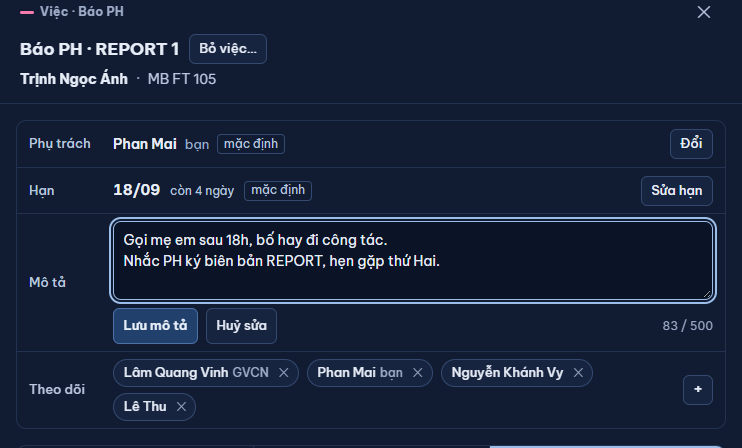 Việc · Báo PH
Báo PH · REPORT 1 Bỏ việc...
Trịnh Ngọc Ánh · MB FT 105
Phụ trách Phan Mai bạn mặc định Đổi
Hạn 18/09 còn 4 ngày mặc định Sửa hạn
Mô tả
Gọi mẹ em sau 18h, bố hay đi công tác.
Nhắc PH ký biên bản REPORT, hẹn gặp thứ Hai.
Lưu mô tả Huỷ sửa 83 / 500
Theo dõi Lâm Quang Vinh GVCN × Phan Mai bạn × Nguyễn Khánh Vy × +
Lê Thu ×